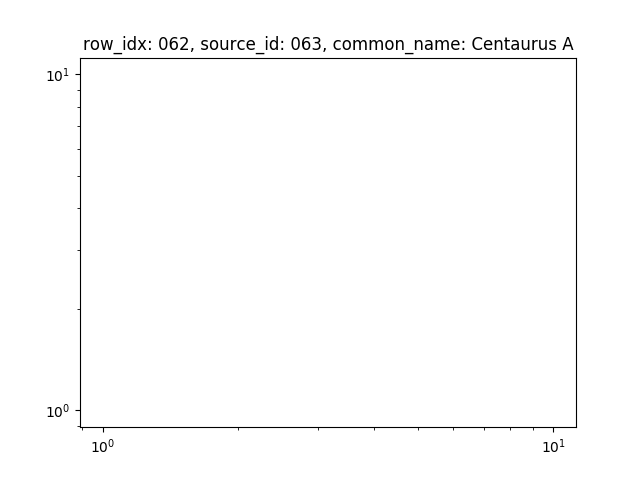 row_idx: 062, source_id: 063, common_name: Centaurus A
10¹
10⁰
10⁰
10¹